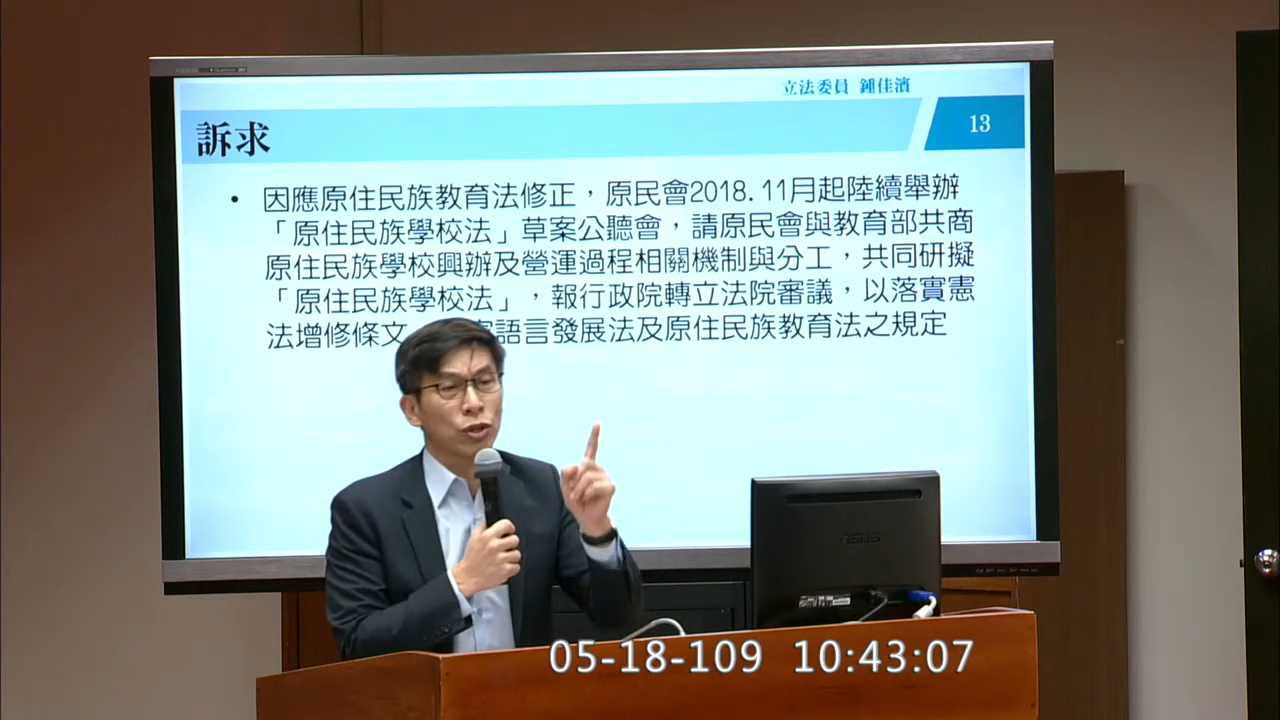 立法委員 鍾佳濱
訴求
13
• 因應原住民族教育法修正，原民會2018.11月起陸續舉辦
「原住民族學校法」草案公聽會，請原民會與教育部共商
原住民族學校興辦及營運過程相關機制與分工，共同研擬
「原住民族學校法」，報行政院轉立法院審議，以落實憲
法增修條文 語言發展法及原住民族教育法之規定
ASUS
05-18-109 10:43:07